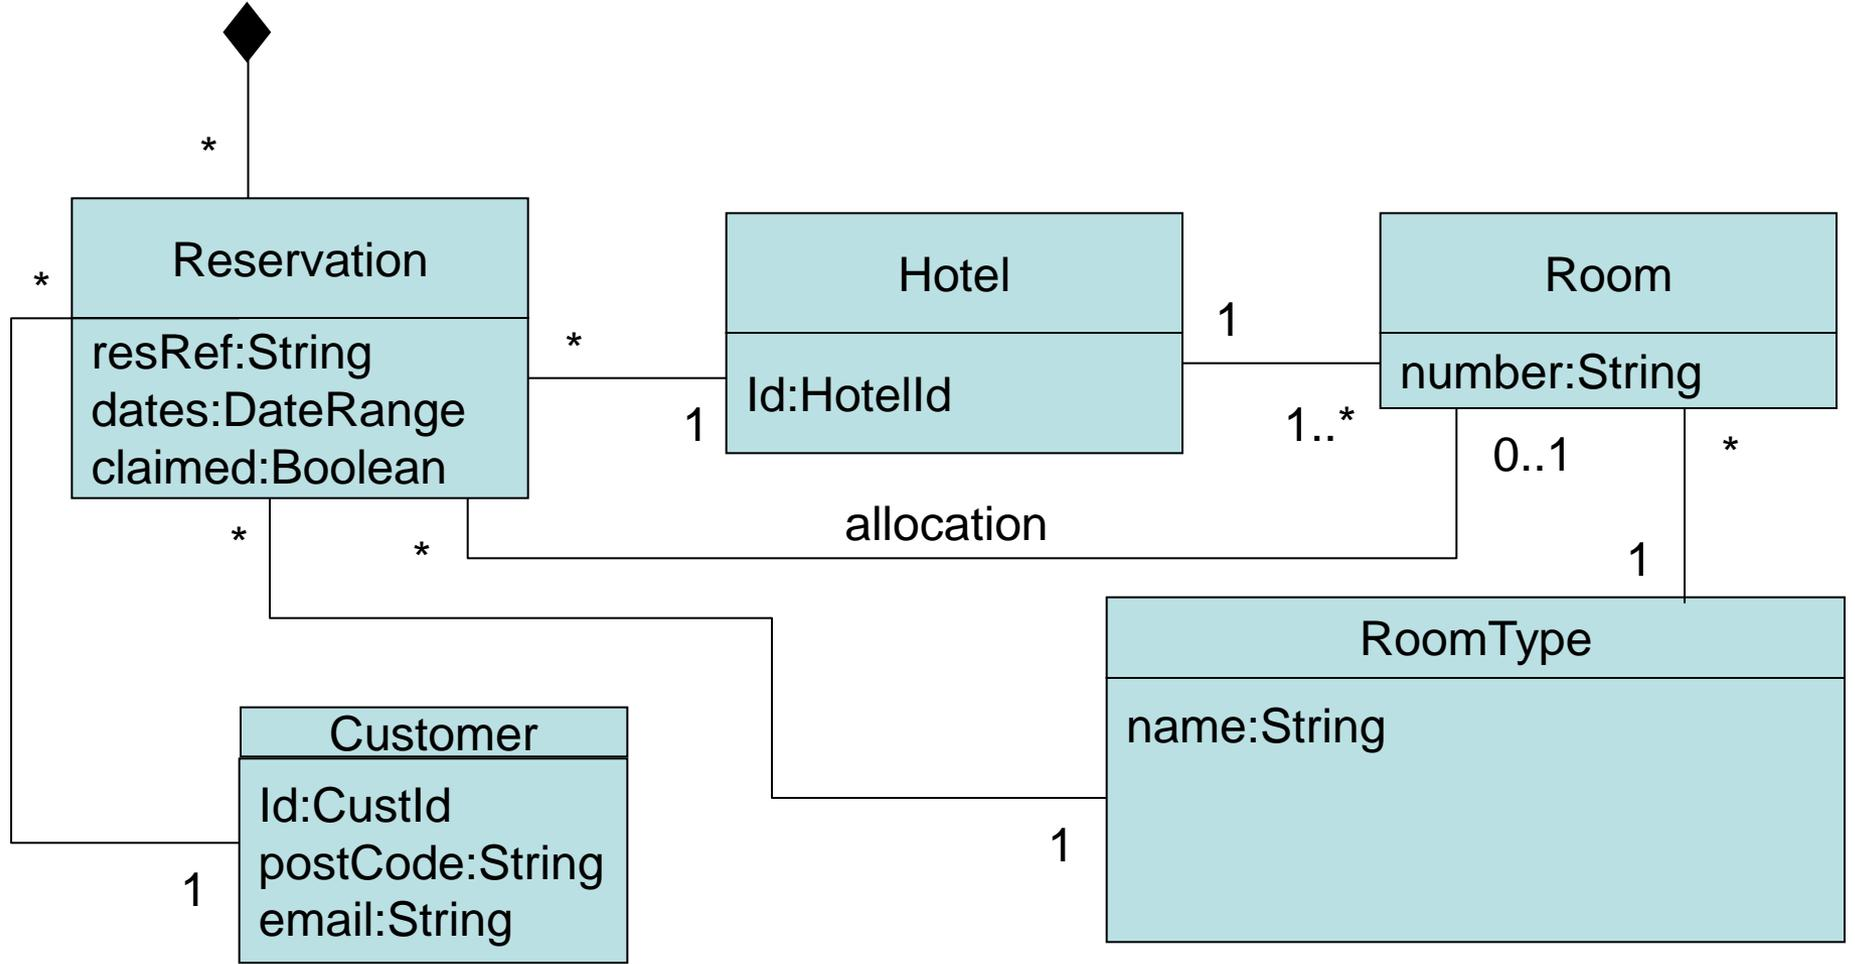 *
Reservation
*
resRef:String
dates:DateRange
claimed:Boolean
*
1
Hotel
Id:HotelId
1
1..*
Room
number:String
0..1
*
*
*
allocation
1
RoomType
name:String
1
Customer
Id:CustId
postCode:String
email:String
1